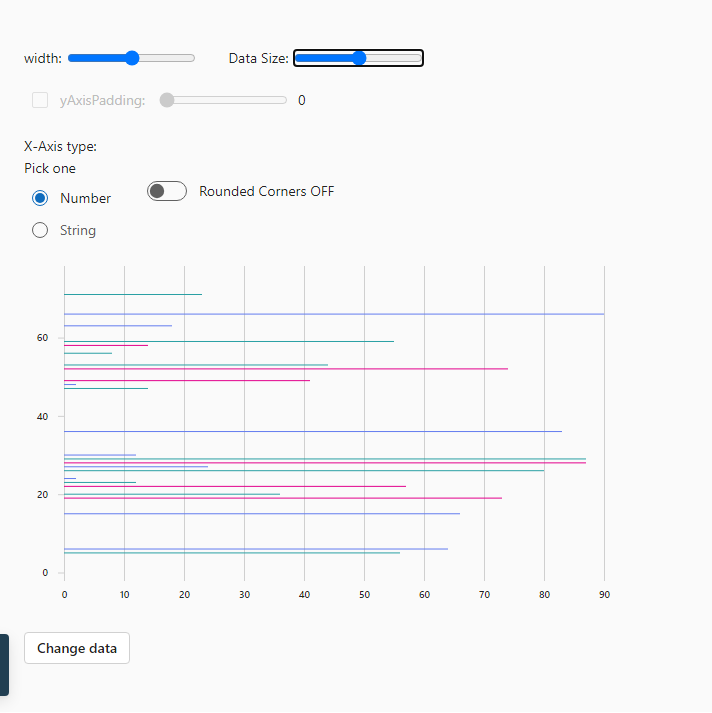 width: Data Size:
yAxisPadding: 0
X-Axis type:
Pick one
Number Rounded Corners OFF
String
60
40
20
0
0 10 20 30 40 50 60 70 80 90
Change data